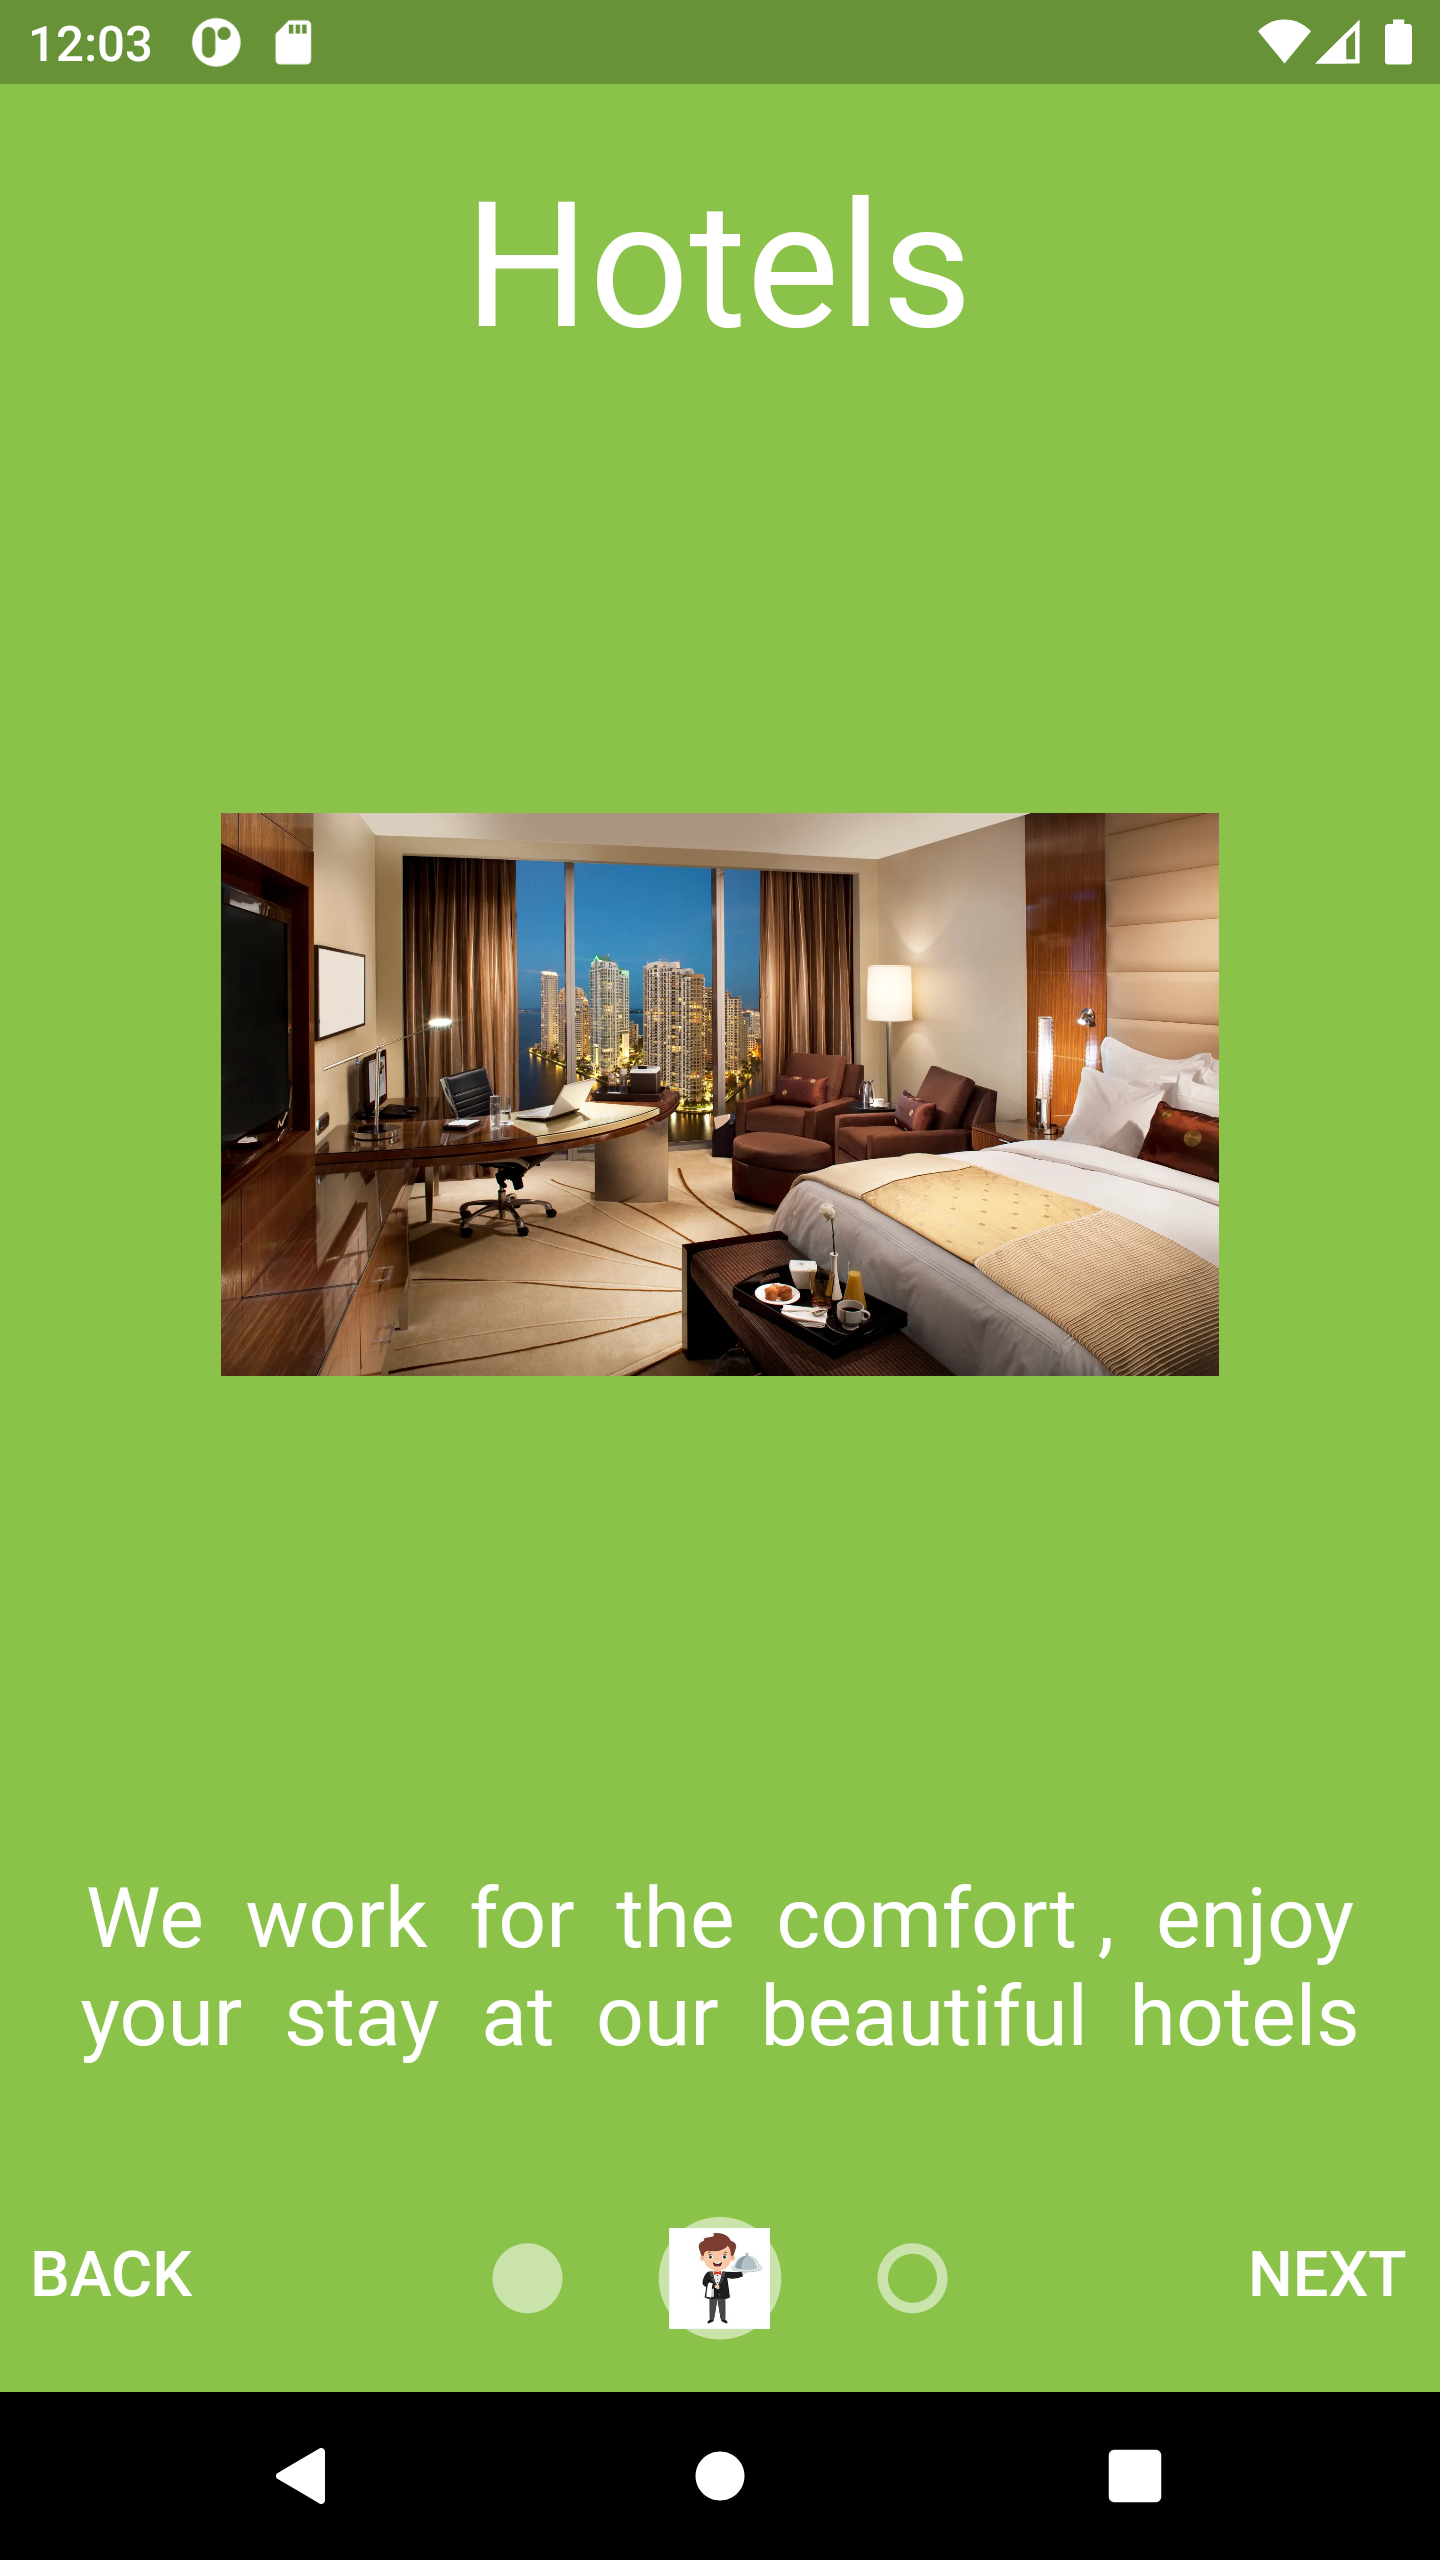 12:03
Hotels
We work for the comfort , enjoy
your stay at our beautiful hotels
BACK
NEXT